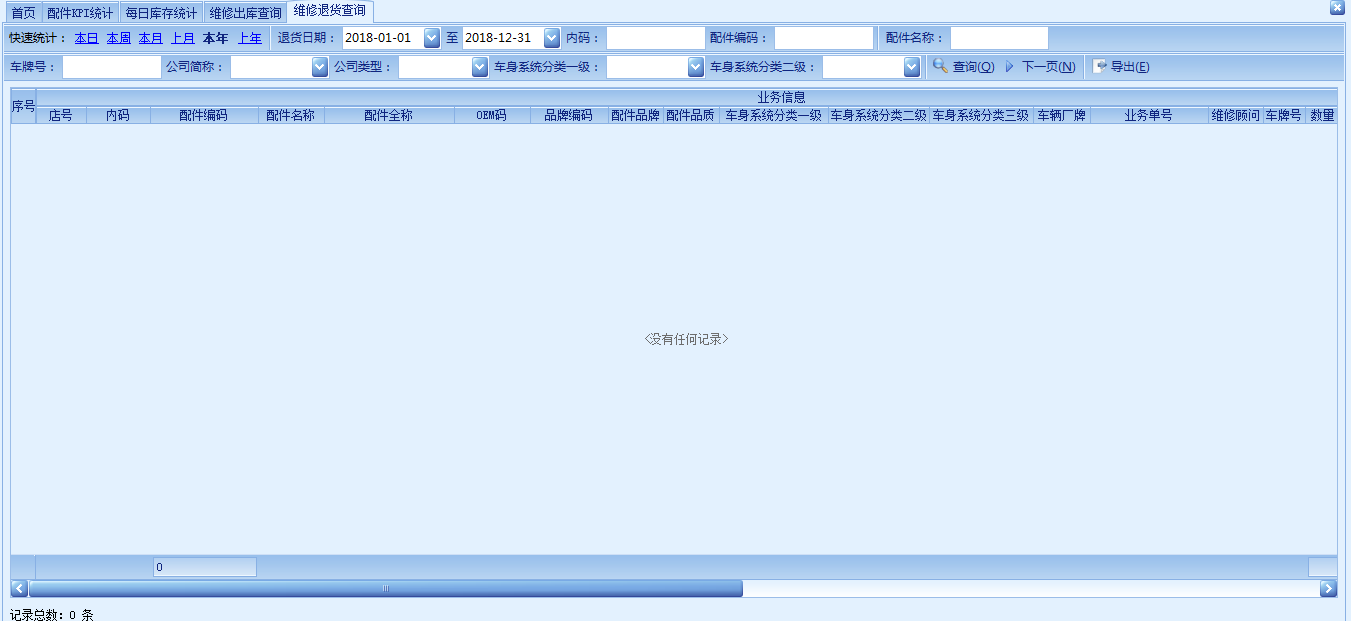 首页 配件KPI统计 每日库存统计 维修出库查询 维修退货查询
快速统计： 本日 本周 本月 上月 本年 上年 退货日期： 2018-01-01 至 2018-12-31 内码： 配件编码： 配件名称：
车牌号： 公司简称： 公司类型： 车身系统分类一级： 车身系统分类二级： 查询(Q) 下一页(N) 导出(E)
序号 业务信息
店号 内码 配件编码 配件名称 配件全称 OEM码 品牌编码 配件品牌 配件品质 车身系统分类一级 车身系统分类二级 车身系统分类三级 车辆厂牌 业务单号 维修顾问 车牌号 数量
<没有任何记录>
0
记录总数：0 条